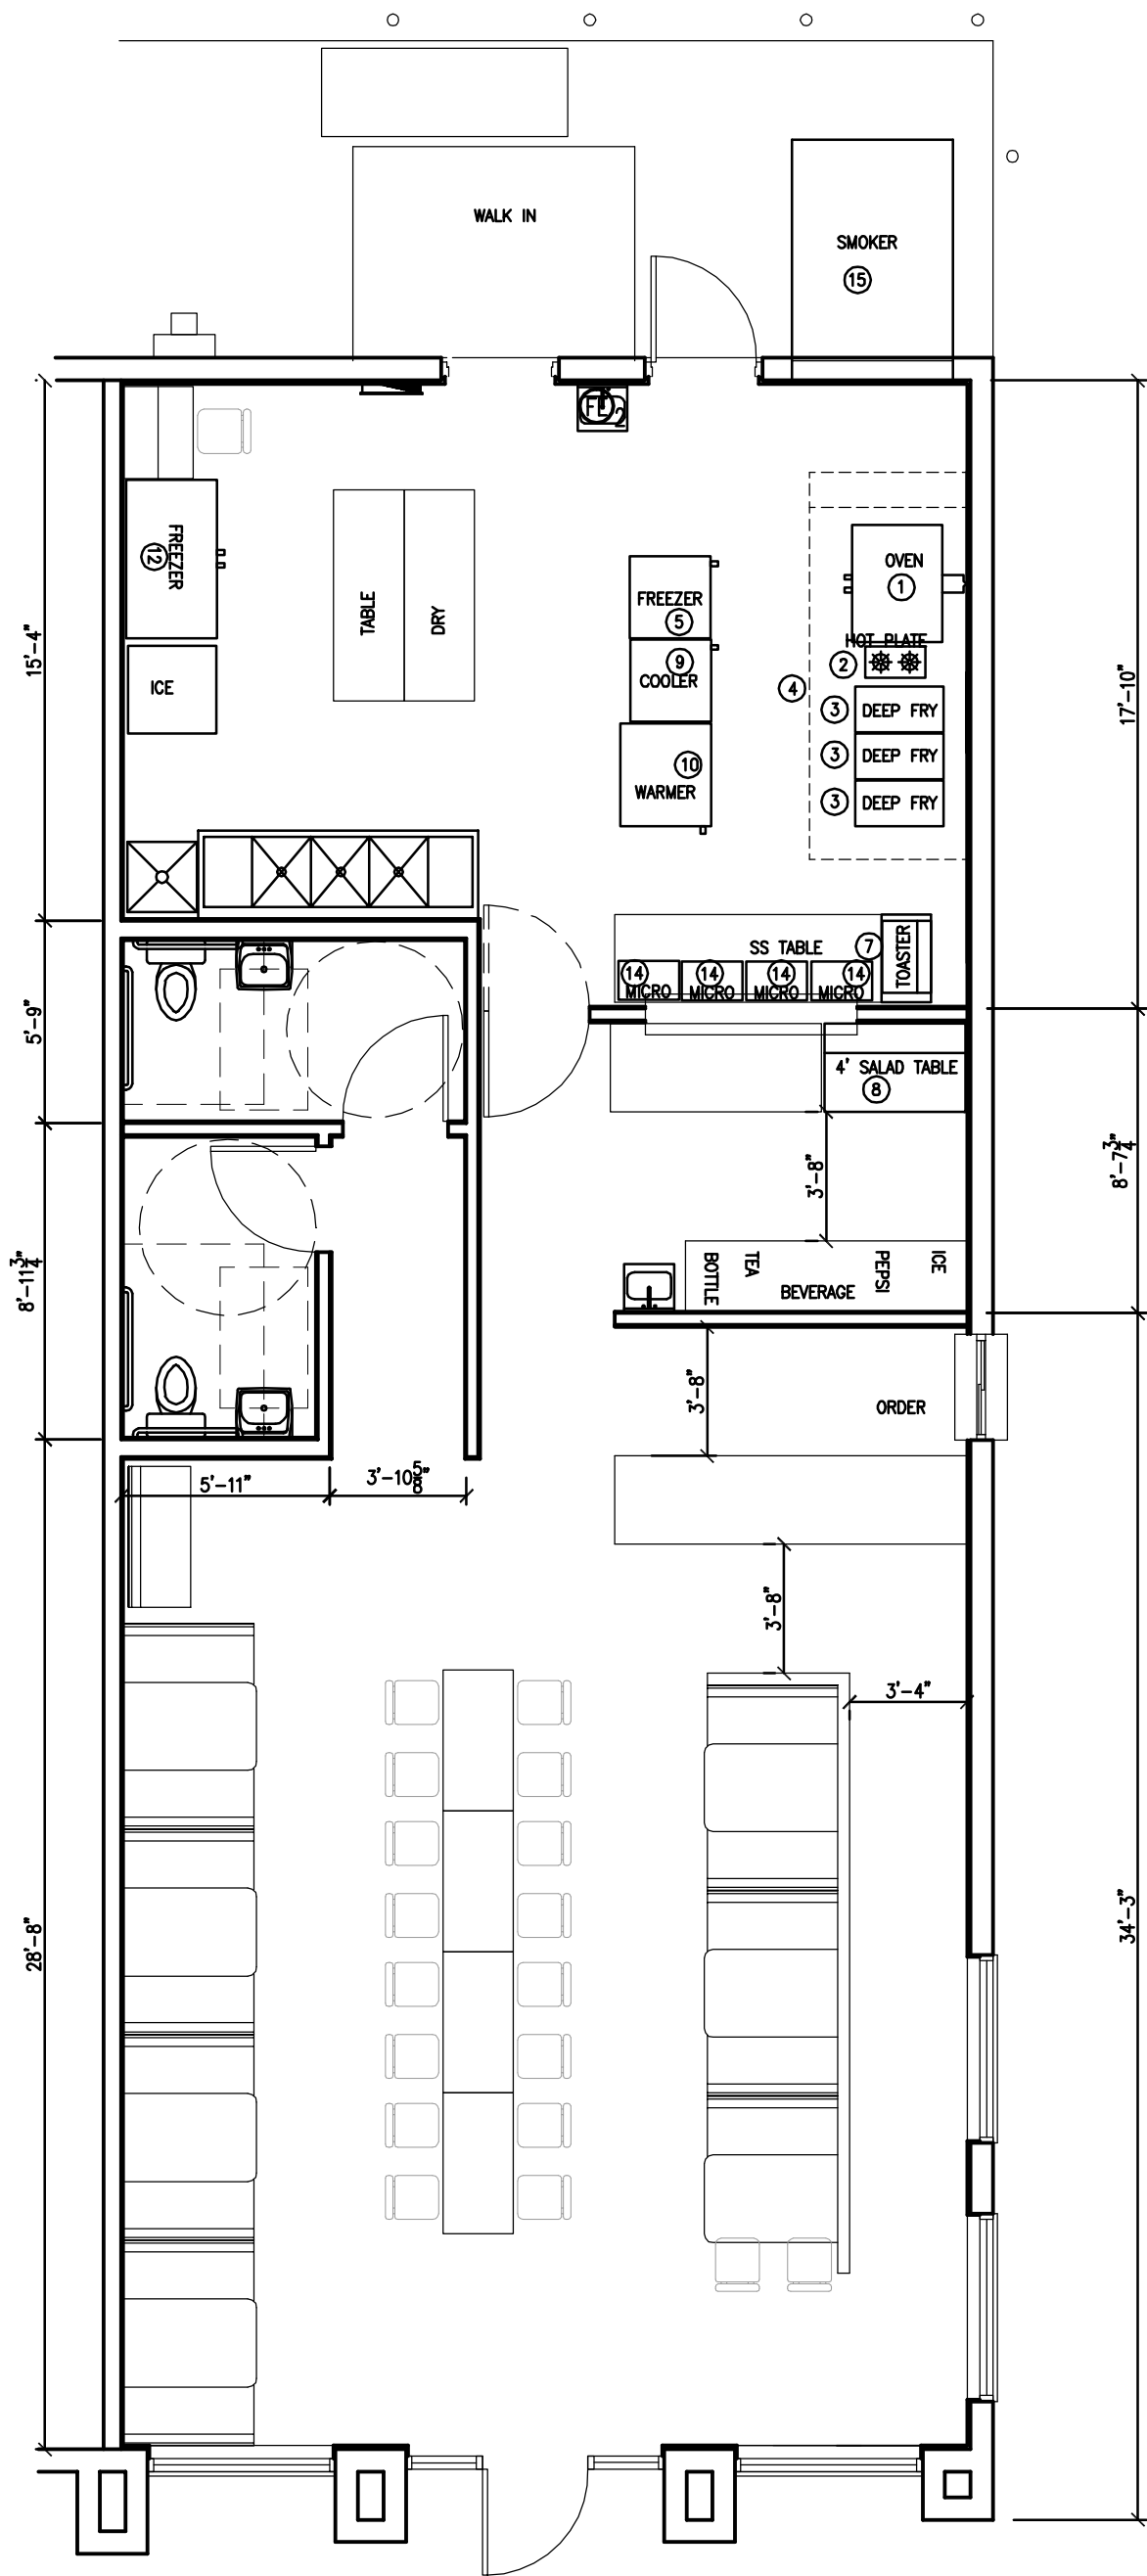 WALK IN
SMOKER
15
FD
2
FREEZER
12
OVEN
1
TABLE
DRY
FREEZER
5
HOT PLATE
2
9
COOLER
ICE
4
3
DEEP FRY
3
DEEP FRY
10
WARMER
3
DEEP FRY
15'-4"
17'-10"
SS TABLE
7
TOASTER
14
14
14
14
MICRO
MICRO
MICRO
MICRO
5'-9"
4' SALAD TABLE
8
3'-8"
8'-7 3/4"
BOTTLE
TEA
BEVERAGE
PEPSI
ICE
8'-11 3/4"
3'-8"
ORDER
5'-11"
3'-10 5/8"
3'-8"
3'-4"
28'-8"
34'-3"